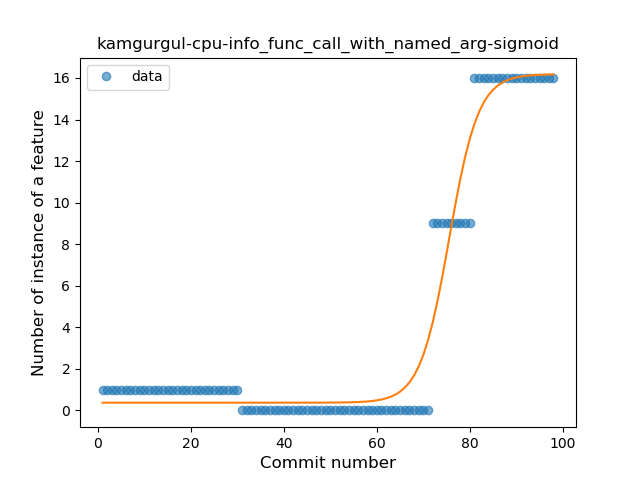 kamgurgul-cpu-info_func_call_with_named_arg-sigmoid
data
Number of instance of a feature
16
14
12
10
8
6
4
2
0
0 20 40 60 80 100
Commit number